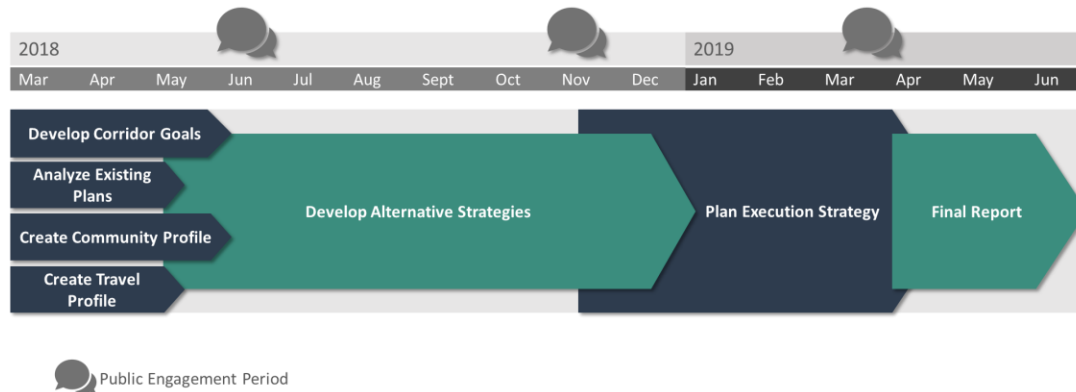 2018 2019
Mar Apr May Jun Jul Aug Sept Oct Nov Dec Jan Feb Mar Apr May Jun
Develop Corridor Goals
Analyze Existing
Plans
Create Community Profile
Create Travel
Profile
Develop Alternative Strategies
Plan Execution Strategy
Final Report
Public Engagement Period